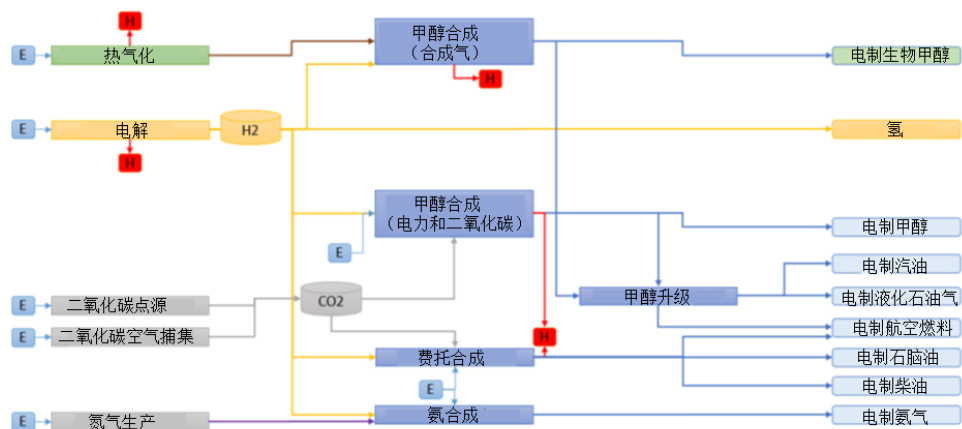 H
甲醇合成
（合成气）
E
热气化
电制生物甲醇
H
E
电解
H2
氢
H
甲醇合成
（电力和二氧化碳）
电制甲醇
E
电制汽油
E
二氧化碳点源
CO2
甲醇升级
电制液化石油气
E
二氧化碳空气捕集
H
电制航空燃料
费托合成
电制石脑油
E
电制柴油
E
氮气生产
氨合成
电制氨气